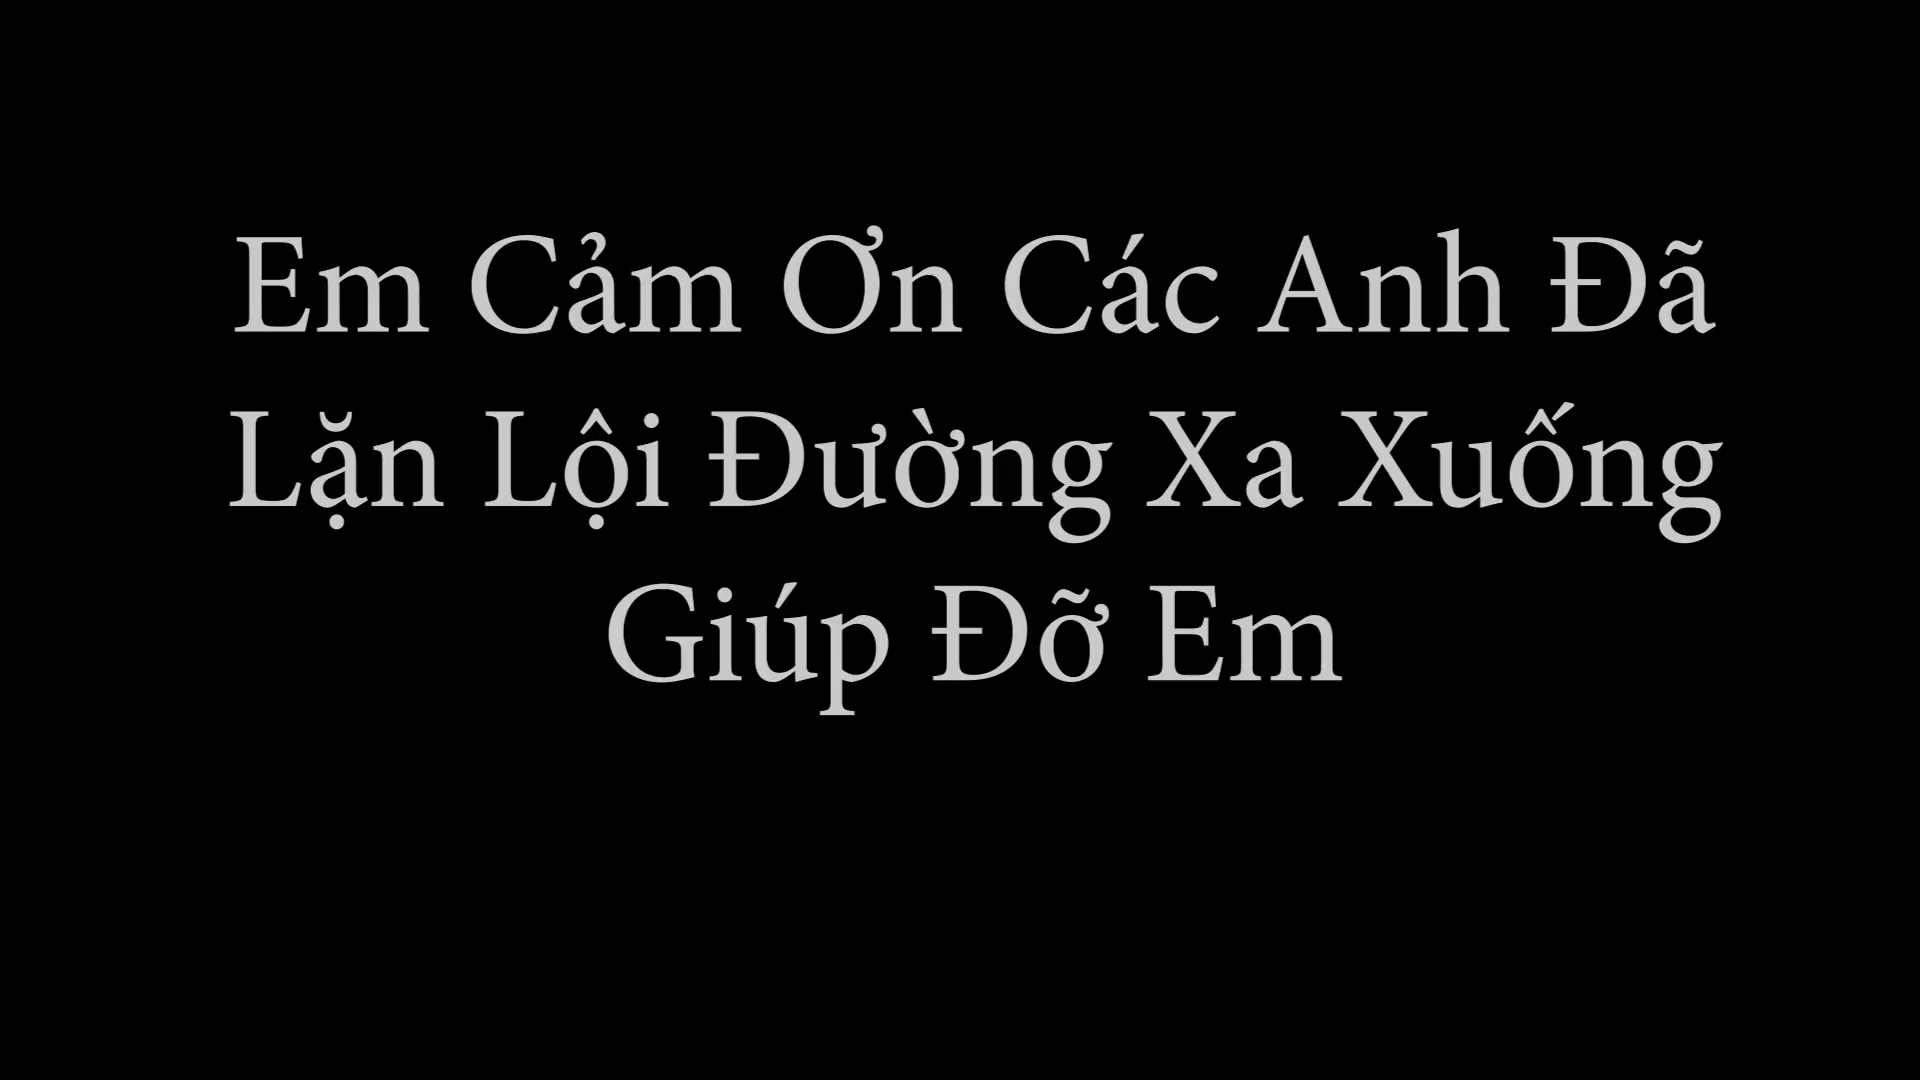 Em Cảm Ơn Các Anh Đã
Lặn Lội Đường Xa Xuống
Giúp Đỡ Em